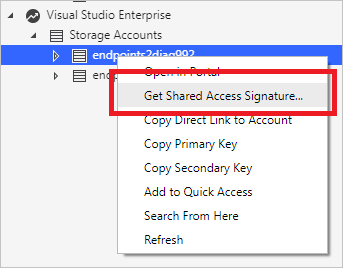 Visual Studio Enterprise
Storage Accounts
endpoints2diag992
endp
Open in Portal
Get Shared Access Signature...
Copy Direct Link to Account
Copy Primary Key
Copy Secondary Key
Add to Quick Access
Search From Here
Refresh